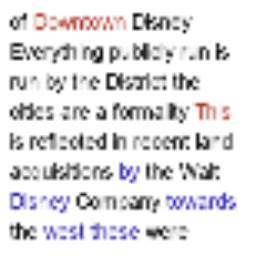 of Downtown Disney
Everything publicly run is
run by the District the
cities are a formality This
is reflected in recent land
acquisitions by the Walt
Disney Company towards
the west these were